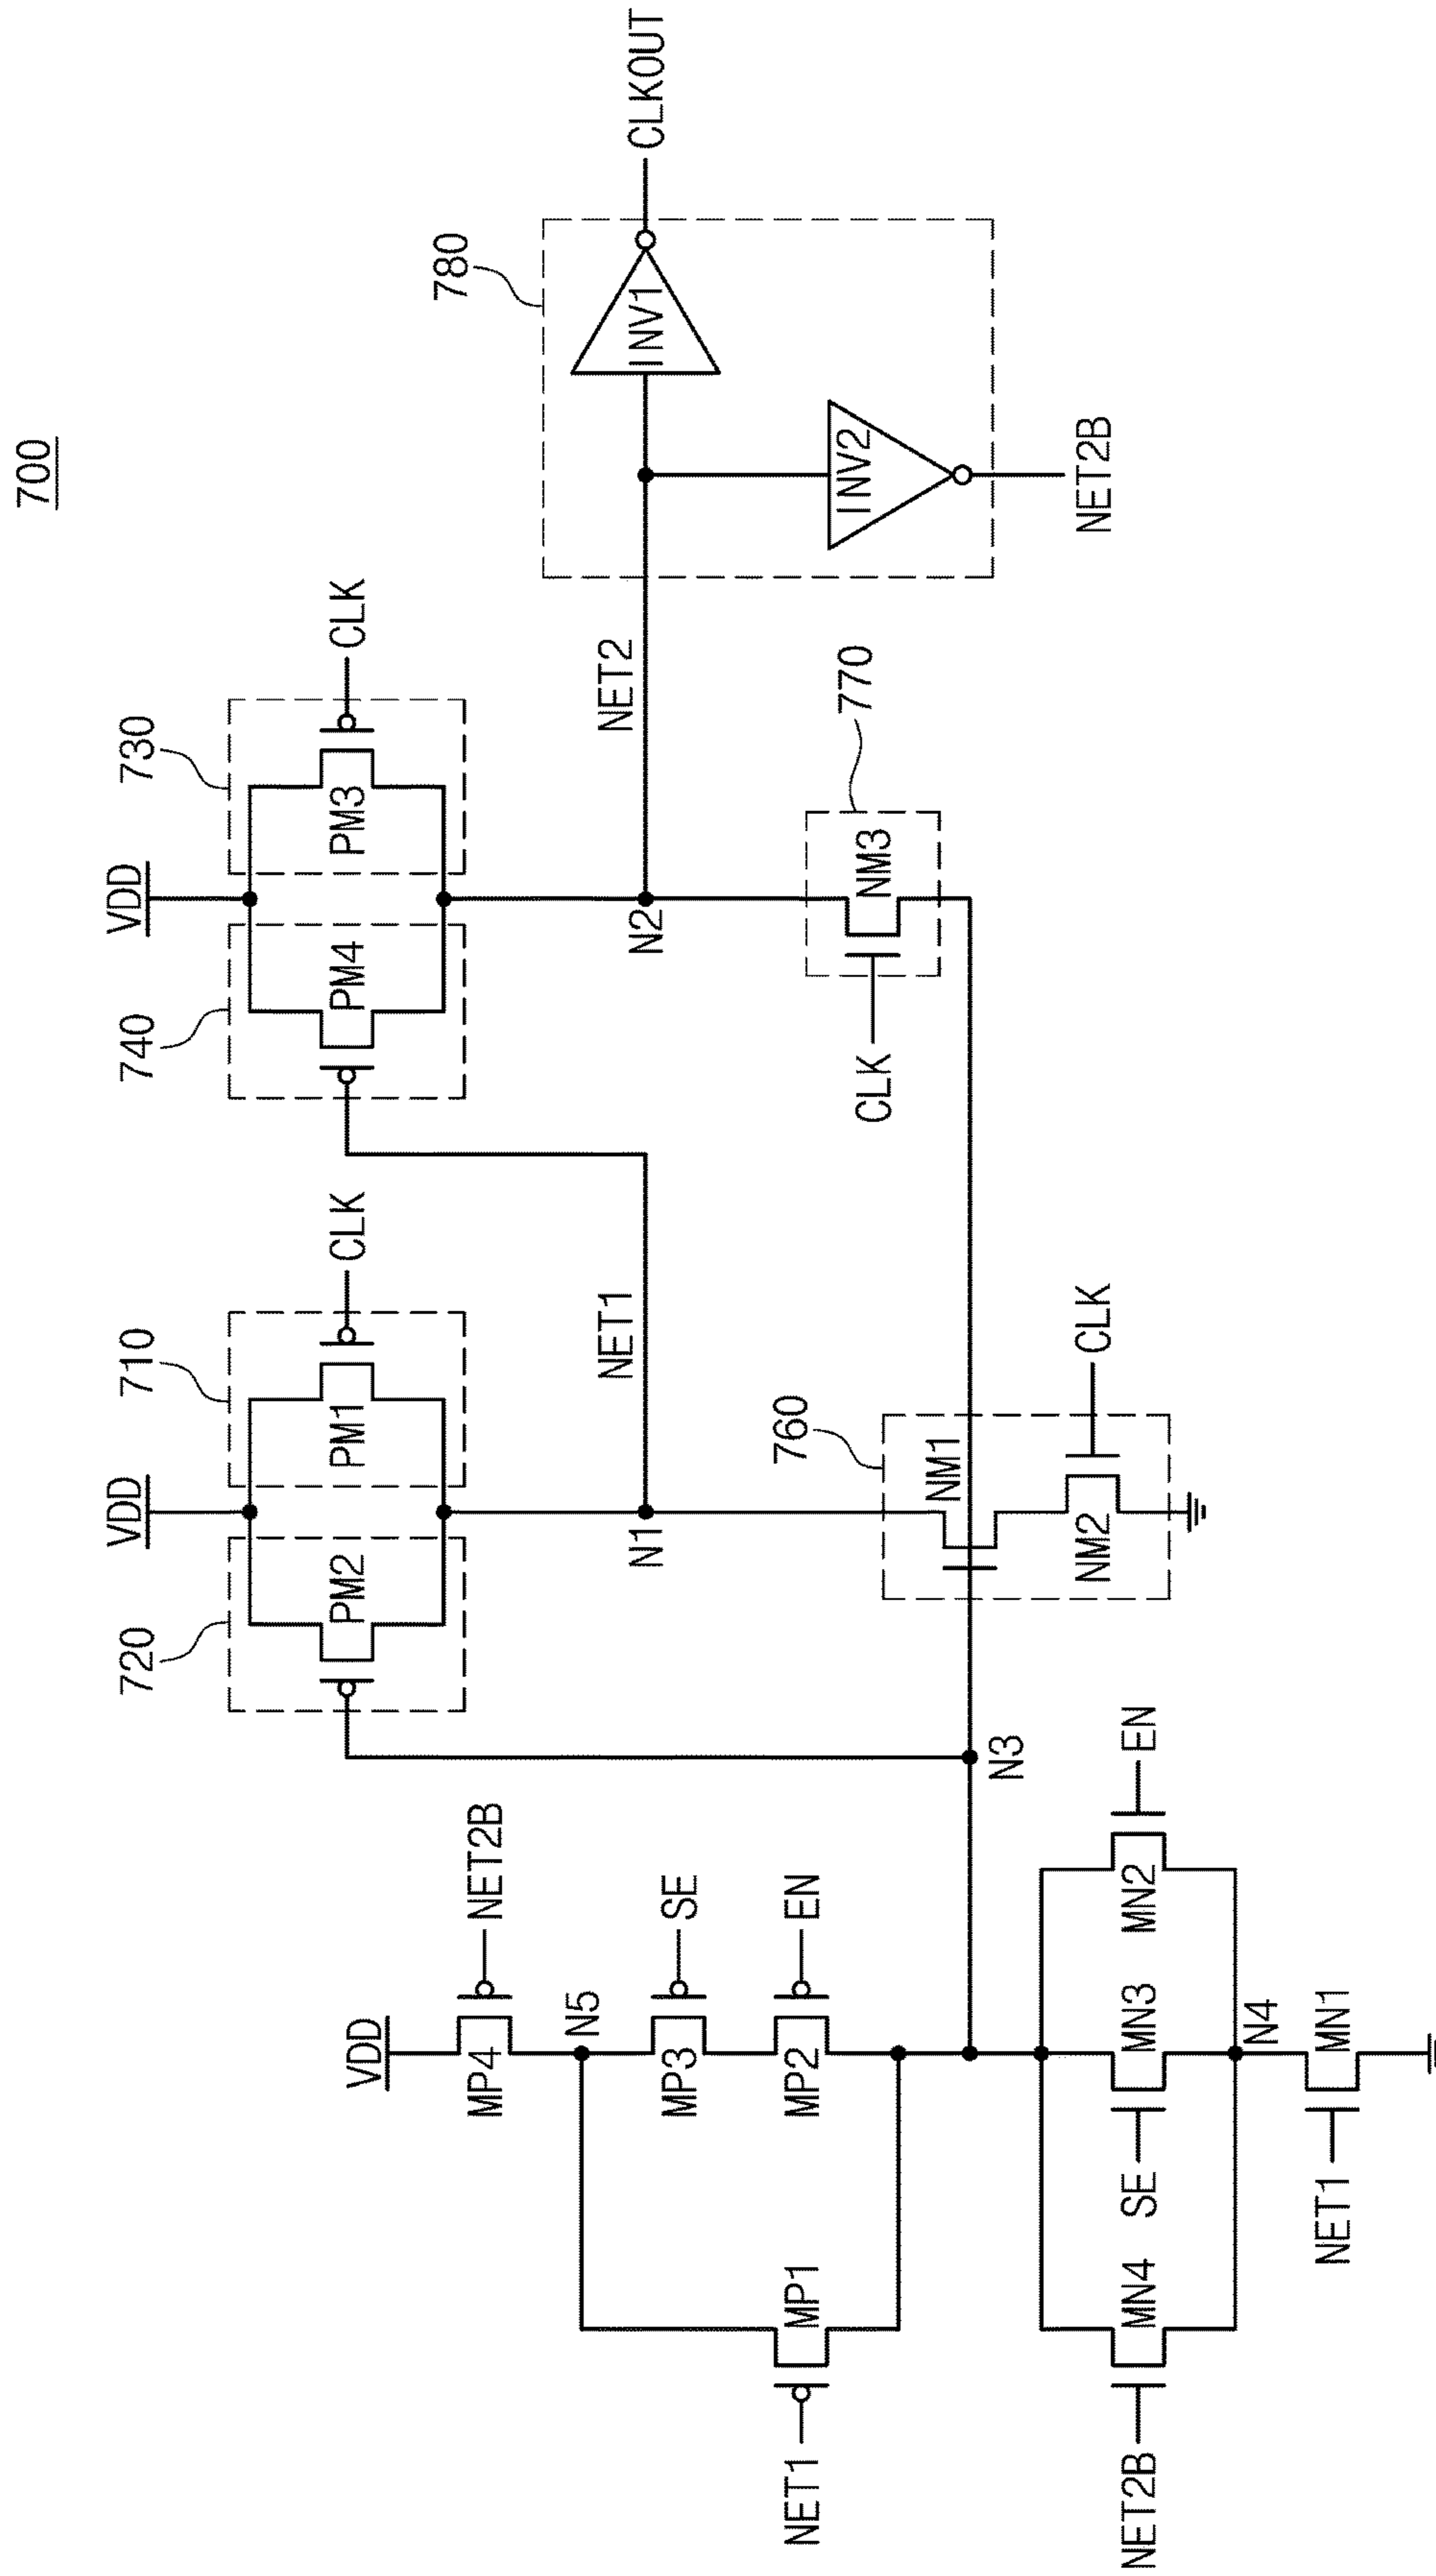 700
VDD
VDD
720
710
740
730
PM2
PM1
CLK
PM4
PM3
CLK
VDD
NET2B
MP4
N5
SE
MP3
NET1
MP1
MP2
EN
N1
NET1
N2
NET2
780
INV1
CLKOUT
INV2
NET2B
760
770
NM1
CLK
NM3
N3
NM2
CLK
NET2B
MN4
SE
MN3
MN2
EN
N4
NET1
MN1